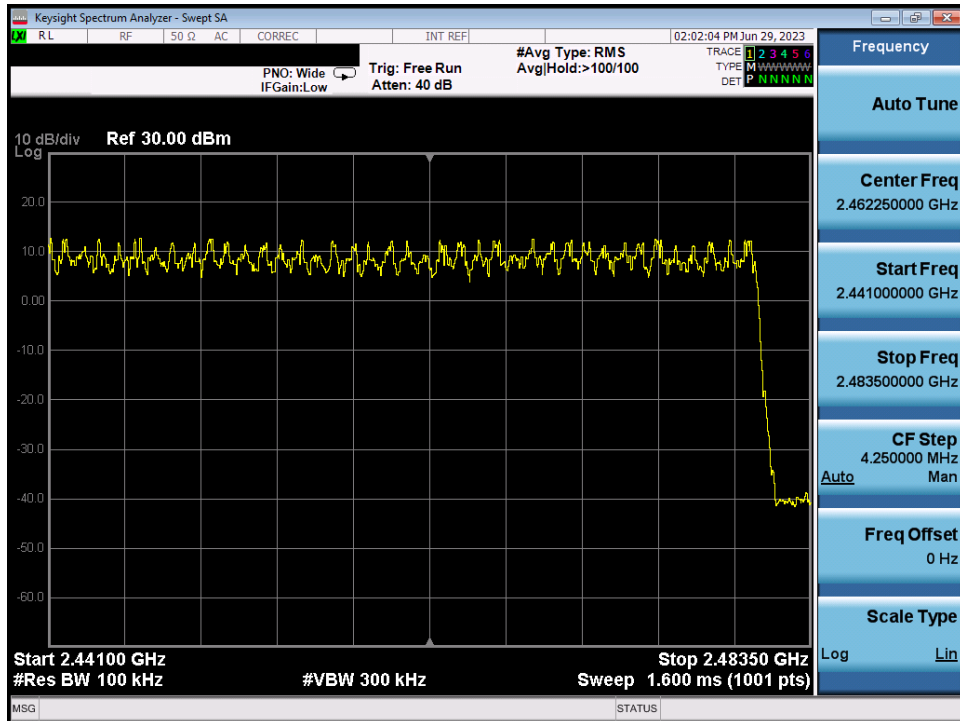 Keysight Spectrum Analyzer - Swept SA
LXI RL RF 50 Ω AC CORREC INT REF 02:02:04 PM Jun 29, 2023
PNO: Wide
IFGain:Low
Trig: Free Run
Atten: 40 dB
#Avg Type: RMS
Avg|Hold:>100/100
TRACE 1 2 3 4 5 6
TYPE M W W W W W
DET P N N N N N
10 dB/div
Log
Ref 30.00 dBm
20.0
10.0
0.00
-10.0
-20.0
-30.0
-40.0
-50.0
-60.0
Start 2.44100 GHz
Stop 2.48350 GHz
#Res BW 100 kHz
#VBW 300 kHz
Sweep 1.600 ms (1001 pts)
MSG
STATUS
Frequency
Auto Tune
Center Freq
2.462250000 GHz
Start Freq
2.441000000 GHz
Stop Freq
2.483500000 GHz
CF Step
4.250000 MHz
Auto Man
Freq Offset
0 Hz
Scale Type
Log Lin